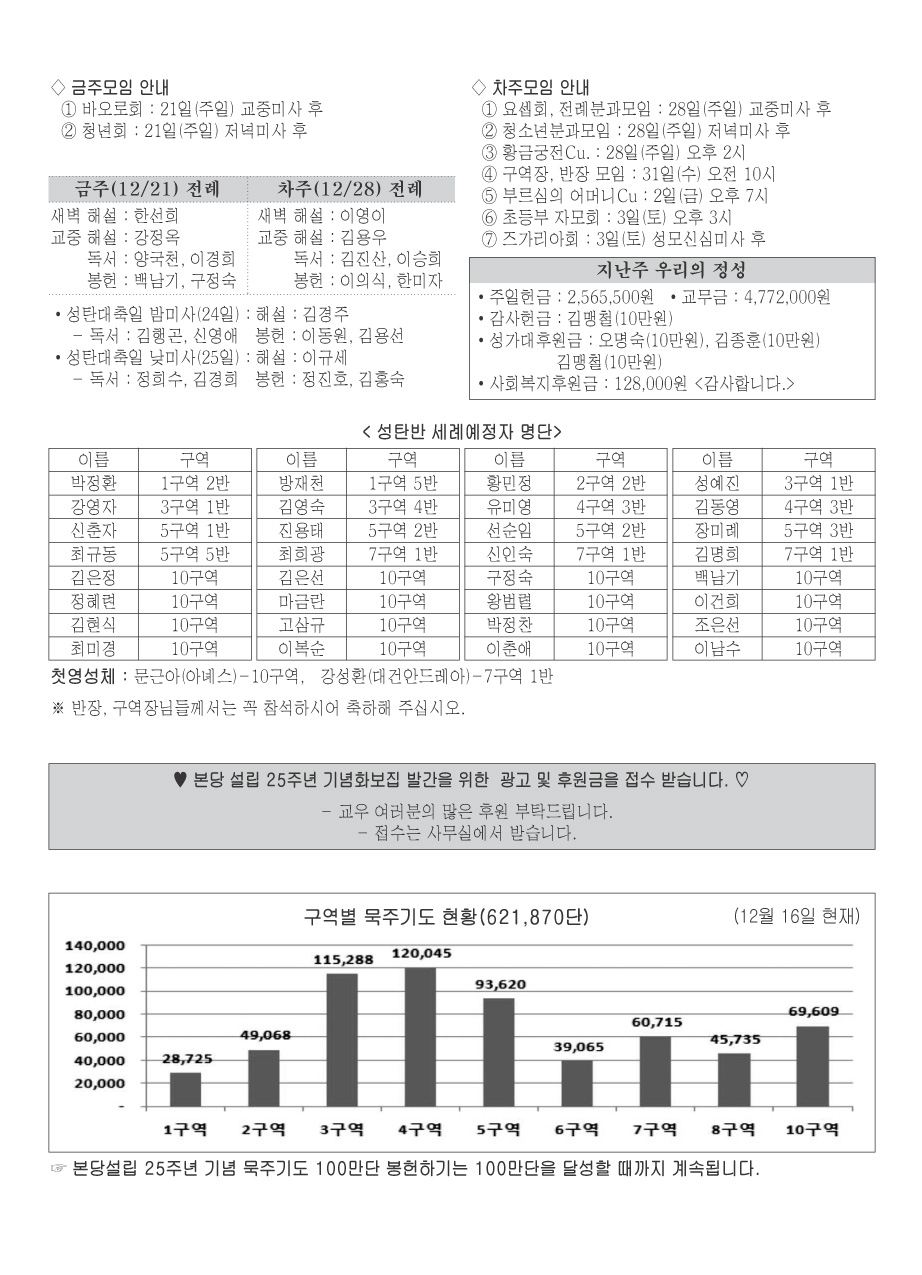 ◇ 금주모임 안내
① 바오로회 : 21일(주일) 교중미사 후
② 청년회 : 21일(주일) 저녁미사 후
금주(12/21) 전례 차주(12/28) 전례
새벽 해설 : 한선희 새벽 해설 : 이영이
교중 해설 : 강정옥 교중 해설 : 김용우
독서 : 양국천, 이경희 독서 : 김진산, 이승희
봉헌 : 백남기, 구정숙 봉헌 : 이의식, 한미자
• 성탄대축일 밤미사(24일) : 해설 : 김경주
- 독서 : 김행곤, 신영애 봉헌 : 이동원, 김용선
• 성탄대축일 낮미사(25일) : 해설 : 이규세
- 독서 : 정희수, 김경희 봉헌 : 정진호, 김홍숙
◇ 차주모임 안내
① 요셉회, 전례분과모임 : 28일(주일) 교중미사 후
② 청소년분과모임 : 28일(주일) 저녁미사 후
③ 황금궁전Cu. : 28일(주일) 오후 2시
④ 구역장, 반장 모임 : 31일(수) 오전 10시
⑤ 부르심의 어머니Cu : 2일(금) 오후 7시
⑥ 초등부 자모회 : 3일(토) 오후 3시
⑦ 즈가리아회 : 3일(토) 성모신심미사 후
지난주 우리의 정성
• 주일헌금 : 2,565,500원 • 교무금 : 4,772,000원
• 감사헌금 : 김맹철(10만원)
• 성가대후원금 : 오명숙(10만원), 김종훈(10만원)
김맹철(10만원)
• 사회복지후원금 : 128,000원 <감사합니다.>
< 성탄반 세례예정자 명단>
이름 구역 이름 구역 이름 구역 이름 구역
박정환 1구역 2반 방재천 1구역 5반 황민정 2구역 2반 성예진 3구역 1반
강영자 3구역 1반 김영숙 3구역 4반 유미영 4구역 3반 김동영 4구역 3반
신춘자 5구역 1반 진용태 5구역 2반 선순임 5구역 2반 장미례 5구역 3반
최규동 5구역 5반 최희광 7구역 1반 신인숙 7구역 1반 김명희 7구역 1반
김은정 10구역 김은선 10구역 구정숙 10구역 백남기 10구역
정혜련 10구역 마금란 10구역 왕범렬 10구역 이건희 10구역
김현식 10구역 고삼규 10구역 박정찬 10구역 조은선 10구역
최미경 10구역 이복순 10구역 이춘애 10구역 이남수 10구역
첫영성체 : 문근아(아녜스)-10구역, 강성환(대건안드레아)-7구역 1반
※ 반장, 구역장님들께서는 꼭 참석하시어 축하해 주십시오.
♥ 본당 설립 25주년 기념화보집 발간을 위한 광고 및 후원금을 접수 받습니다. ♡
- 교우 여러분의 많은 후원 부탁드립니다.
- 접수는 사무실에서 받습니다.
구역별 묵주기도 현황(621,870단) (12월 16일 현재)
140,000
120,000
100,000
80,000
60,000
40,000
20,000
-
28,725 49,068 115,288 120,045 93,620 39,065 60,715 45,735 69,609
1구역 2구역 3구역 4구역 5구역 6구역 7구역 8구역 10구역
☞ 본당설립 25주년 기념 묵주기도 100만단 봉헌하기는 100만단을 달성할 때까지 계속됩니다.